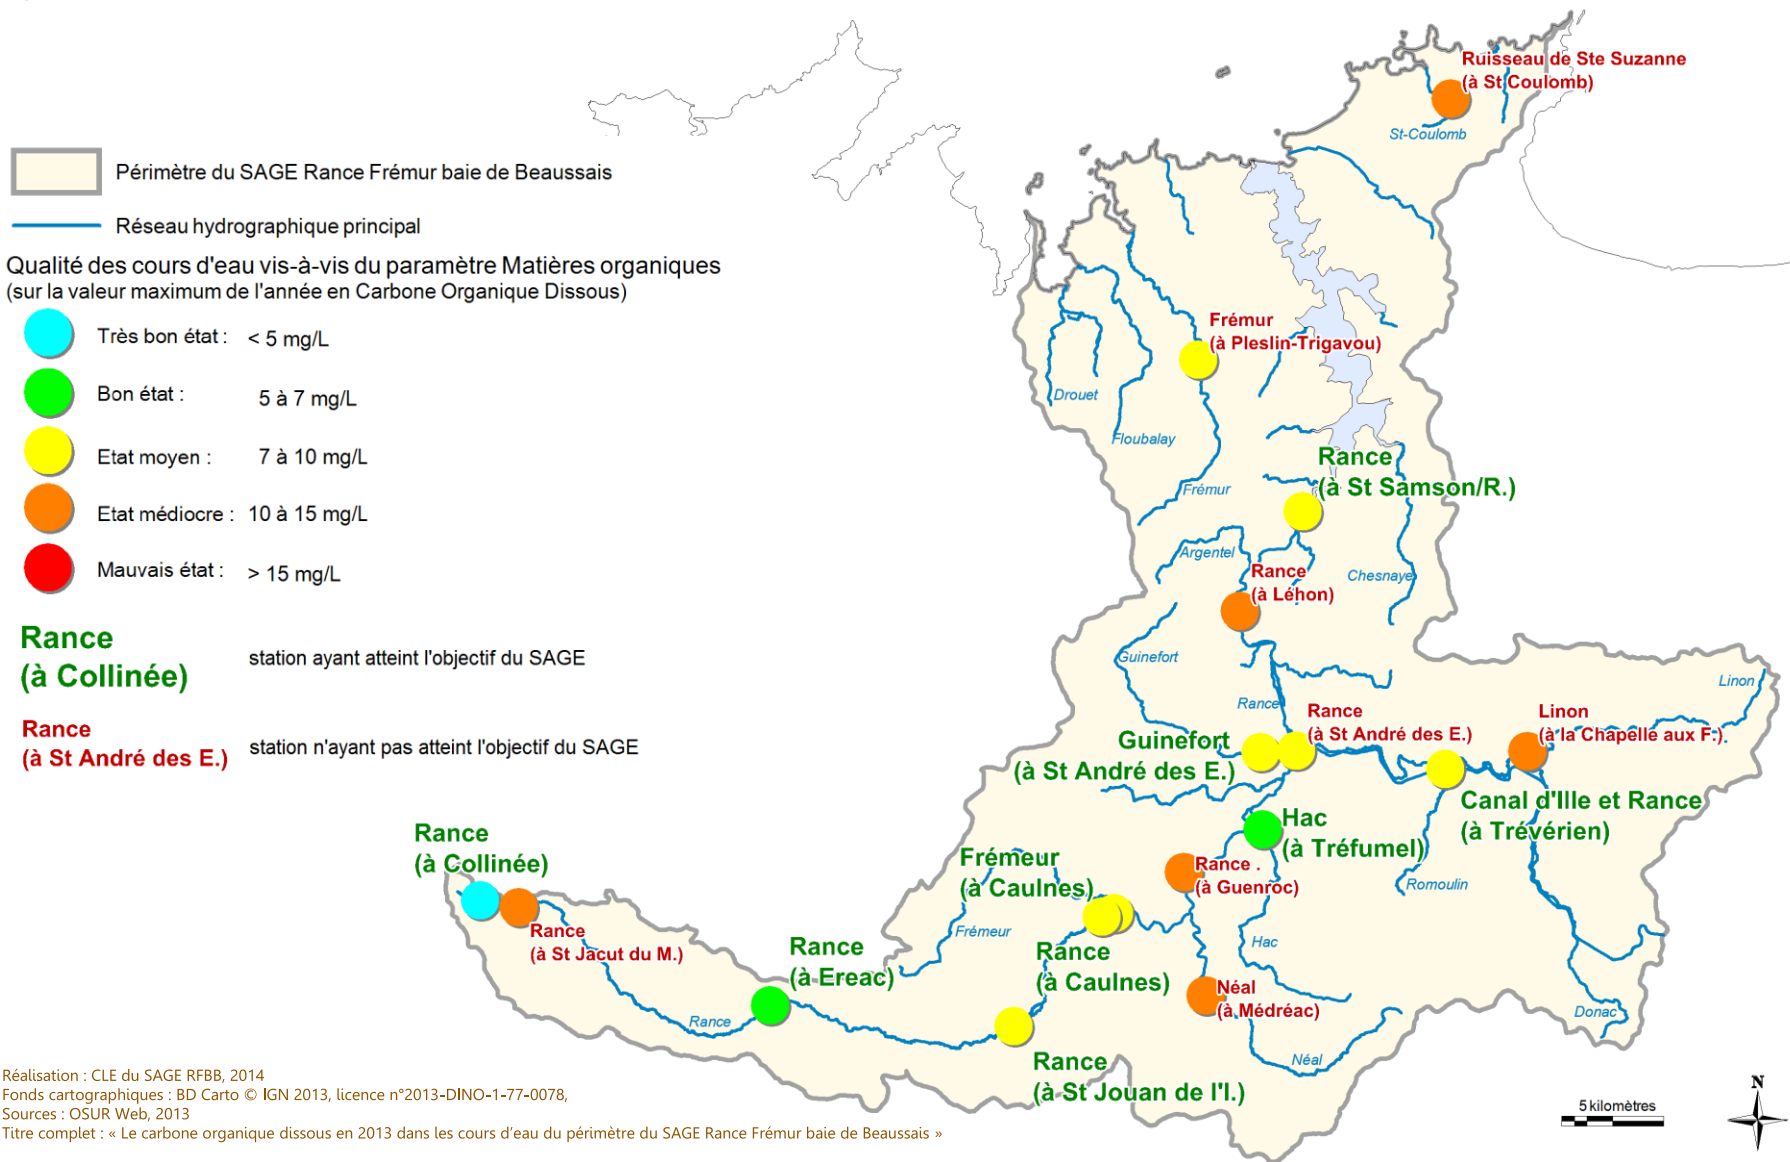 Périmètre du SAGE Rance Frémur baie de Beaussais
Réseau hydrographique principal
Qualité des cours d'eau vis-à-vis du paramètre Matières organiques
(sur la valeur maximum de l'année en Carbone Organique Dissous)
Très bon état : < 5 mg/L
Bon état : 5 à 7 mg/L
Etat moyen : 7 à 10 mg/L
Etat médiocre : 10 à 15 mg/L
Mauvais état : > 15 mg/L
Rance
(à Collinée)
station ayant atteint l'objectif du SAGE
Rance
(à St André des E.)
station n'ayant pas atteint l'objectif du SAGE
Ruisseau de Ste Suzanne
(à St Coulomb)
St-Coulomb
Frémur
(à Pleslin-Trigavou)
Drouet
Floubalay
Frémur
Rance
(à St Samson/R.)
Argentel
Rance
(à Léhon)
Chesnaye
Guinefort
Rance
Linon
Rance
(à St André des E.)
Linon
(à la Chapelle aux F.)
Guinefort
(à St André des E.)
Canal d'Ille et Rance
(à Trévérien)
Hac
(à Tréfumel)
Rance
(à Collinée)
Frémeur
(à Caulnes)
Rance .
(à Guenroc)
Romoulin
Rance
(à St Jacut du M.)
Frémeur
Hac
Rance
(à Ereac)
Rance
(à Caulnes)
Néal
(à Médréac)
Rance
Donac
Néal
Rance
(à St Jouan de l'I.)
Réalisation : CLE du SAGE RFBB, 2014
Fonds cartographiques : BD Carto © IGN 2013, licence n°2013-DINO-1-77-0078,
Sources : OSUR Web, 2013
Titre complet : « Le carbone organique dissous en 2013 dans les cours d'eau du périmètre du SAGE Rance Frémur baie de Beaussais »
5 kilomètres
N